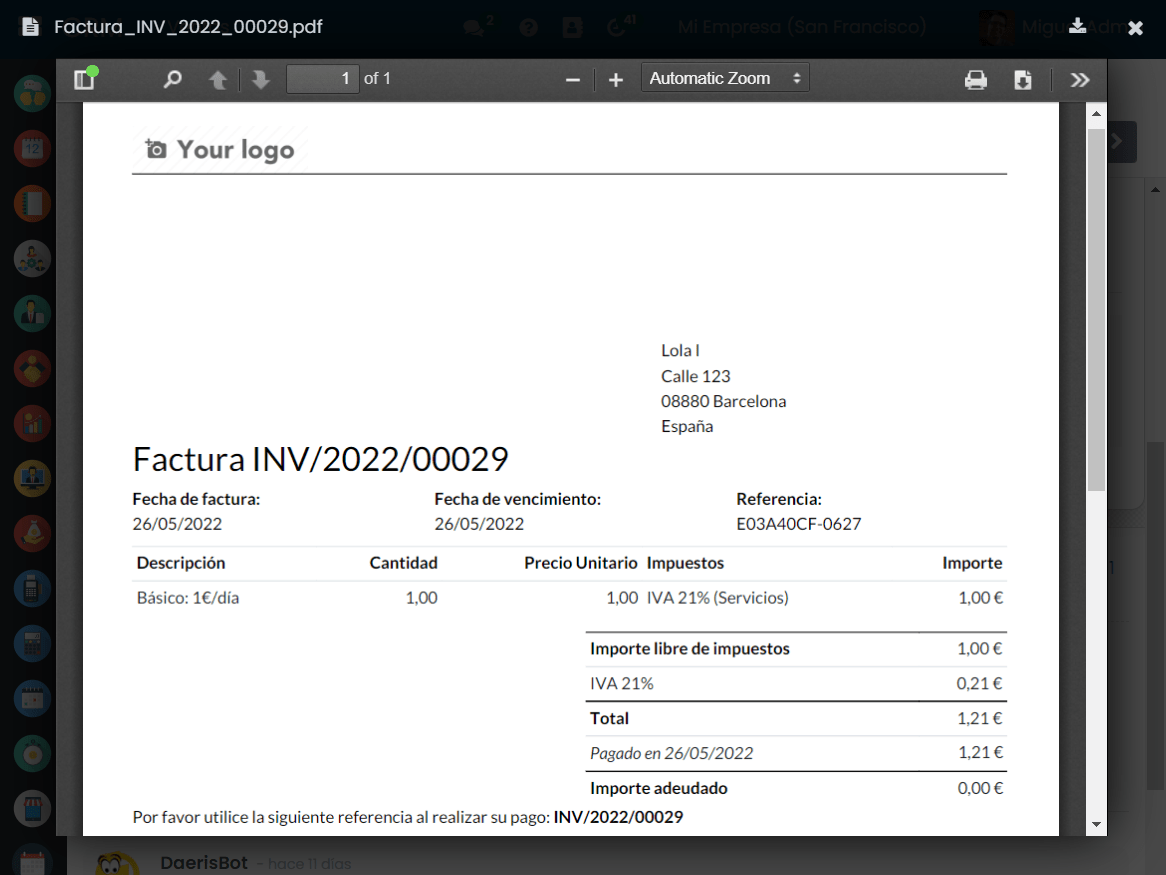 Factura_INV_2022_00029.pdf
2
41
Mi Empresa (San Francisco)
1 of 1
Automatic Zoom
12
Your logo
Lola I
Calle 123
08880 Barcelona
España
Factura INV/2022/00029
Fecha de factura: Fecha de vencimiento: Referencia:
26/05/2022 26/05/2022 E03A40CF-0627
Descripción Cantidad Precio Unitario Impuestos Importe
Básico: 1€/día 1,00 1,00 IVA 21% (Servicios) 1,00 €
Importe libre de impuestos 1,00 €
IVA 21% 0,21 €
Total 1,21 €
Pagado en 26/05/2022 1,21 €
Importe adeudado 0,00 €
Por favor utilice la siguiente referencia al realizar su pago: INV/2022/00029
DaerisBot - hace 11 días